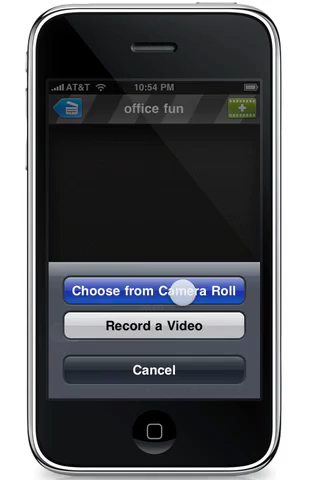 AT&T 10:54 PM
office fun
Choose from Camera Roll
Record a Video
Cancel